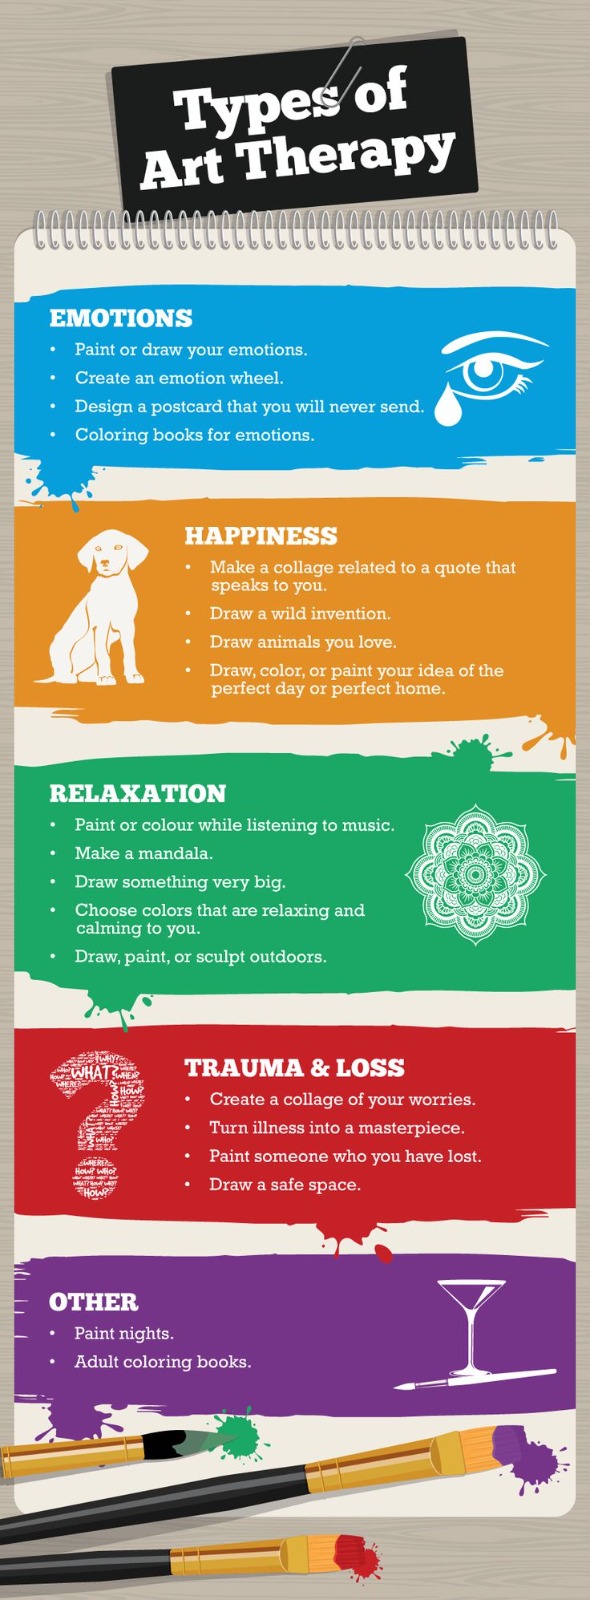 Types of
Art Therapy
EMOTIONS
• Paint or draw your emotions.
• Create an emotion wheel.
• Design a postcard that you will never send.
• Coloring books for emotions.
HAPPINESS
• Make a collage related to a quote that
speaks to you.
• Draw a wild invention.
• Draw animals you love.
• Draw, color, or paint your idea of the
perfect day or perfect home.
RELAXATION
• Paint or colour while listening to music.
• Make a mandala.
• Draw something very big.
• Choose colors that are relaxing and
calming to you.
• Draw, paint, or sculpt outdoors.
TRAUMA & LOSS
• Create a collage of your worries.
• Turn illness into a masterpiece.
• Paint someone who you have lost.
• Draw a safe space.
WHY?
WHAT?
WHEN?
WHERE?
HOW?
WHAT?
WHO?
WHERE?
HOW? WHO?
HOW?
OTHER
• Paint nights.
• Adult coloring books.